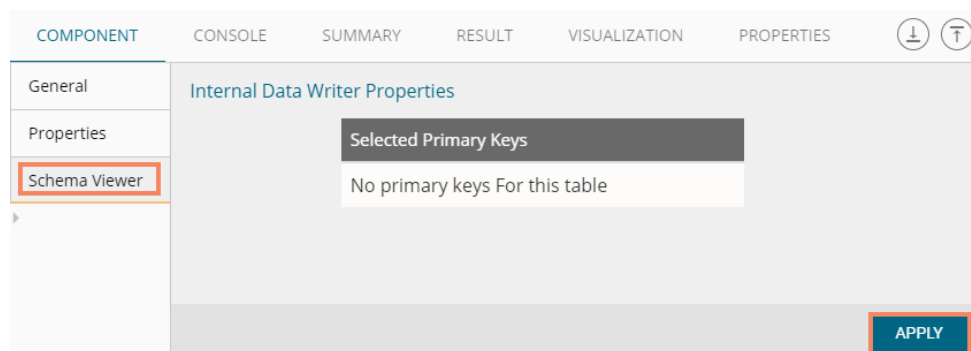 COMPONENT CONSOLE SUMMARY RESULT VISUALIZATION PROPERTIES
General
Properties
Schema Viewer
Internal Data Writer Properties
Selected Primary Keys
No primary keys For this table
APPLY